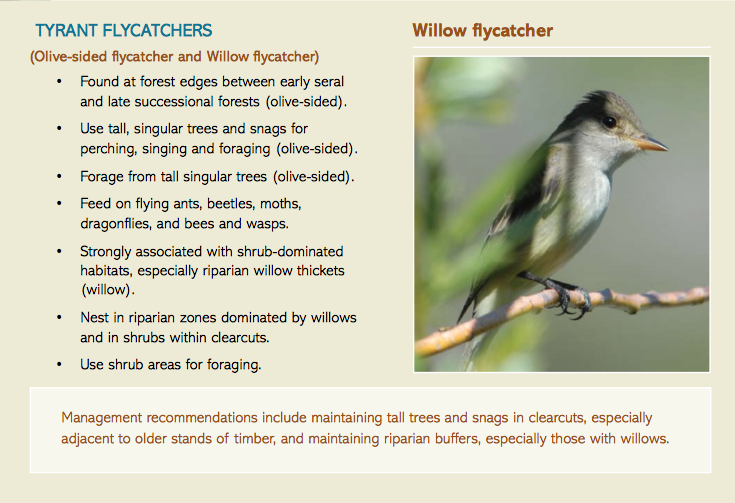 TYRANT FLYCATCHERS
(Olive-sided flycatcher and Willow flycatcher)
• Found at forest edges between early seral
and late successional forests (olive-sided).
• Use tall, singular trees and snags for
perching, singing and foraging (olive-sided).
• Forage from tall singular trees (olive-sided).
• Feed on flying ants, beetles, moths,
dragonflies, and bees and wasps.
• Strongly associated with shrub-dominated
habitats, especially riparian willow thickets
(willow).
• Nest in riparian zones dominated by willows
and in shrubs within clearcuts.
• Use shrub areas for foraging.
Willow flycatcher
Management recommendations include maintaining tall trees and snags in clearcuts, especially
adjacent to older stands of timber, and maintaining riparian buffers, especially those with willows.